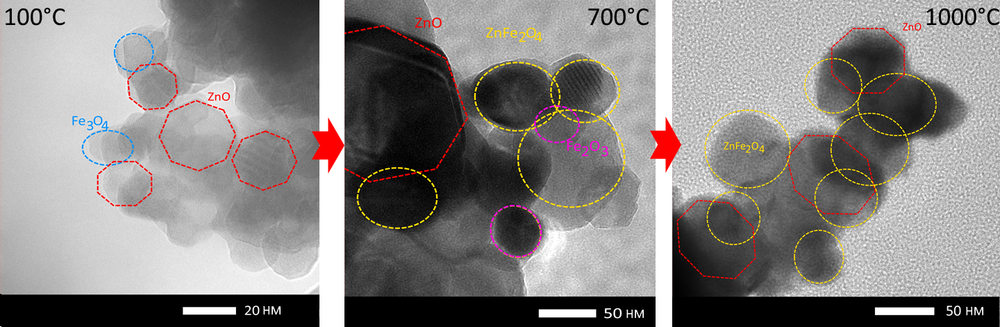 100°C
ZnO
Fe₃O₄
20 НМ
700°C
ZnO
ZnFe₂O₄
Fe₂O₃
50 НМ
1000°C
ZnO
ZnFe₂O₄
50 НМ